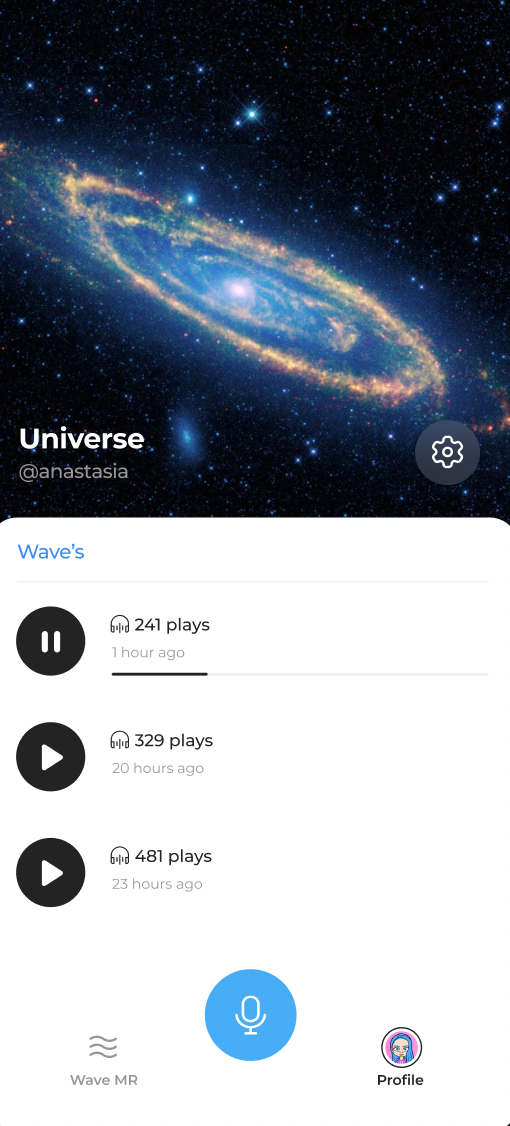 Universe
@anastasia
Wave's
241 plays
1 hour ago
329 plays
20 hours ago
481 plays
23 hours ago
Wave MR
Profile